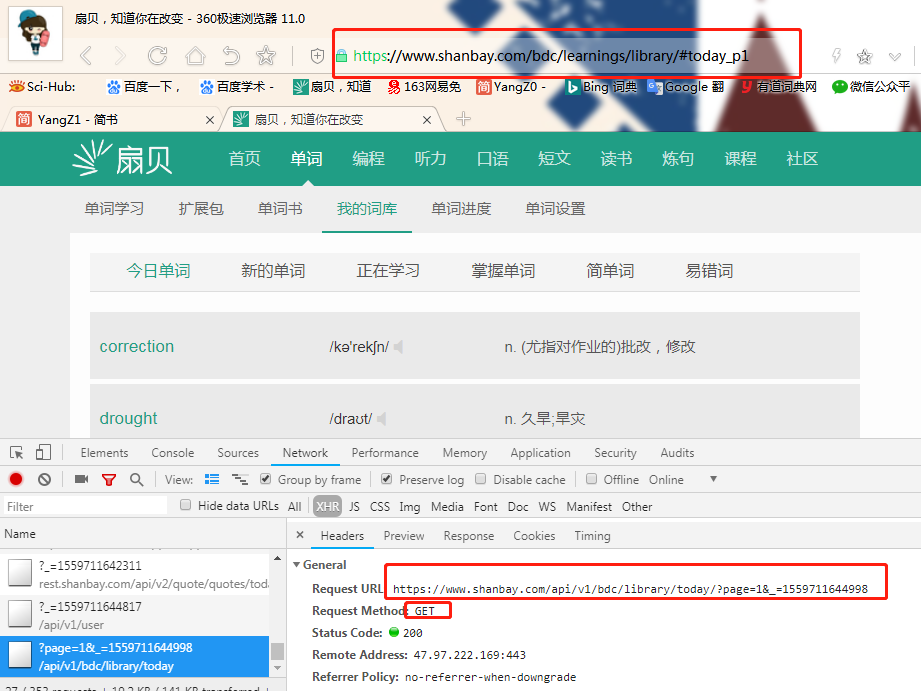 扇贝，知道你在改变 - 360极速浏览器 11.0
https://www.shanbay.com/bdc/learnings/library/#today_p1
Sci-Hub: 百度一下， 百度学术 - 扇贝，知道 163网易免 YangZ0 - Bing 词典 Google 翻 有道词典网 微信公众平
简 YangZ1 - 简书 × 扇贝，知道你在改变 ×
扇贝 首页 单词 编程 听力 口语 短文 读书 炼句 课程 社区
单词学习 扩展包 单词书 我的词库 单词进度 单词设置
今日单词 新的单词 正在学习 掌握单词 简单词 易错词
correction /kə'rekʃn/ n. (尤指对作业的)批改，修改
drought /draʊt/ n. 久旱;旱灾
Elements Console Sources Network Performance Memory Application Security Audits
View: Group by frame Preserve log Disable cache Offline Online
Filter Hide data URLs All XHR JS CSS Img Media Font Doc WS Manifest Other
Name × Headers Preview Response Cookies Timing
?_=1559711642311
rest.shanbay.com/api/v2/quote/quotes/tod
?_=1559711644817
/api/v1/user
?page=1&_=1559711644998
/api/v1/bdc/library/today
27 / 353 requests | 10.2 KB / 141 KB transferred |
General
Request URL https://www.shanbay.com/api/v1/bdc/library/today/?page=1&_=1559711644998
Request Method: GET
Status Code: 200
Remote Address: 47.97.222.169:443
Referrer Policy: no-referrer-when-downgrade